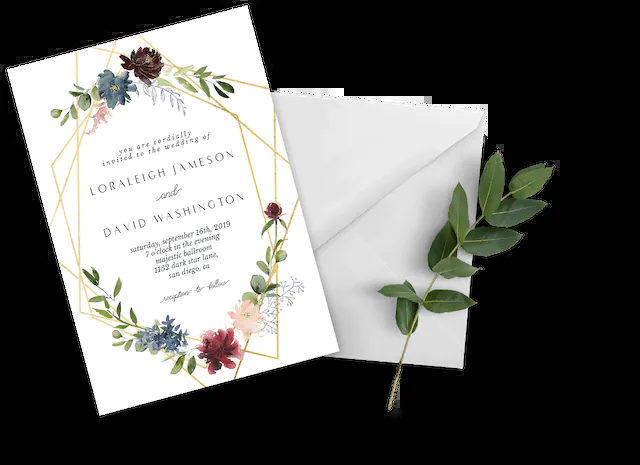 you are cordially
invited to the wedding of
LORALEIGH JAMESON
and
DAVID WASHINGTON
saturday, september 16th, 2019
7 o'clock in the evening
majestic ballroom
1152 dark star lane,
san diego, ca
reception to follow